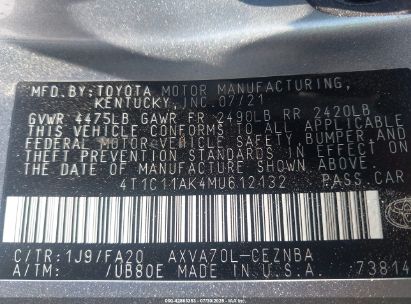 MFD.BY:TOYOTA MOTOR MANUFACTURING,
KENTUCKY,INC.07/21
GVWR 4475LB GAWR FR 2490LB RR 2420LB
THIS VEHICLE CONFORMS TO ALL APPLICABLE
FEDERAL MOTOR VEHICLE SAFETY, BUMPER AND
THEFT PREVENTION STANDARDS IN EFFECT ON
THE DATE OF MANUFACTURE SHOWN ABOVE.
4T1C11AK4MU612132 PASS.CAR
C/TR:1J9/FA20 AXVA70L-CEZNBA
A/TM: /UB80E MADE IN U.S.A. 73814